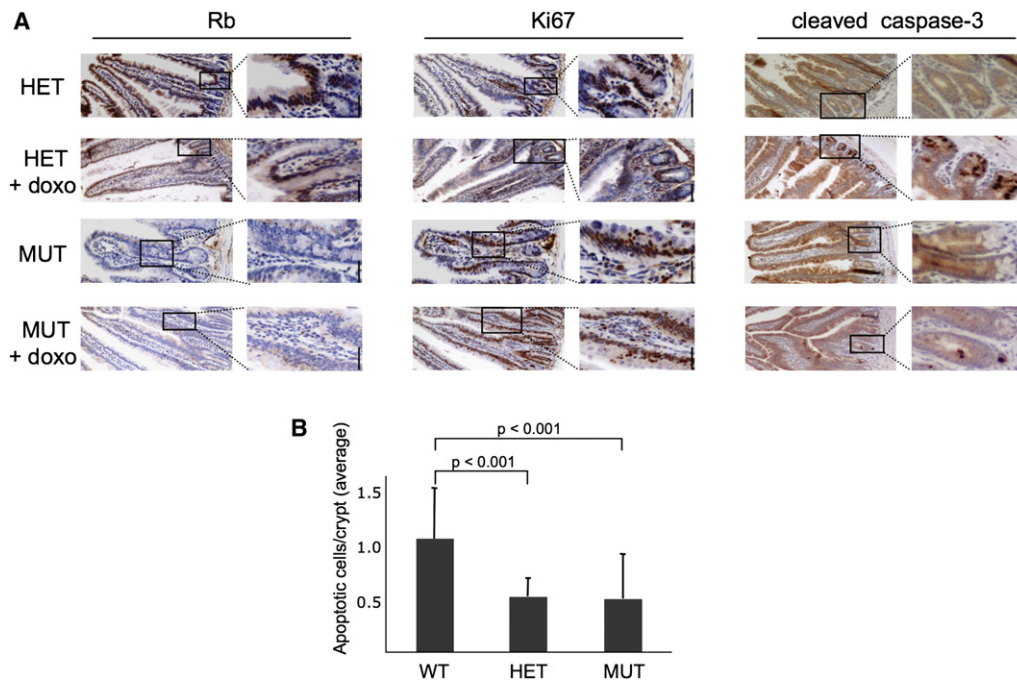 A
Rb
Ki67
cleaved caspase-3
HET
HET
+ doxo
MUT
MUT
+ doxo
B
p < 0.001
p < 0.001
Apoptotic cells/crypt (average)
1.5
1.0
0.5
WT
HET
MUT